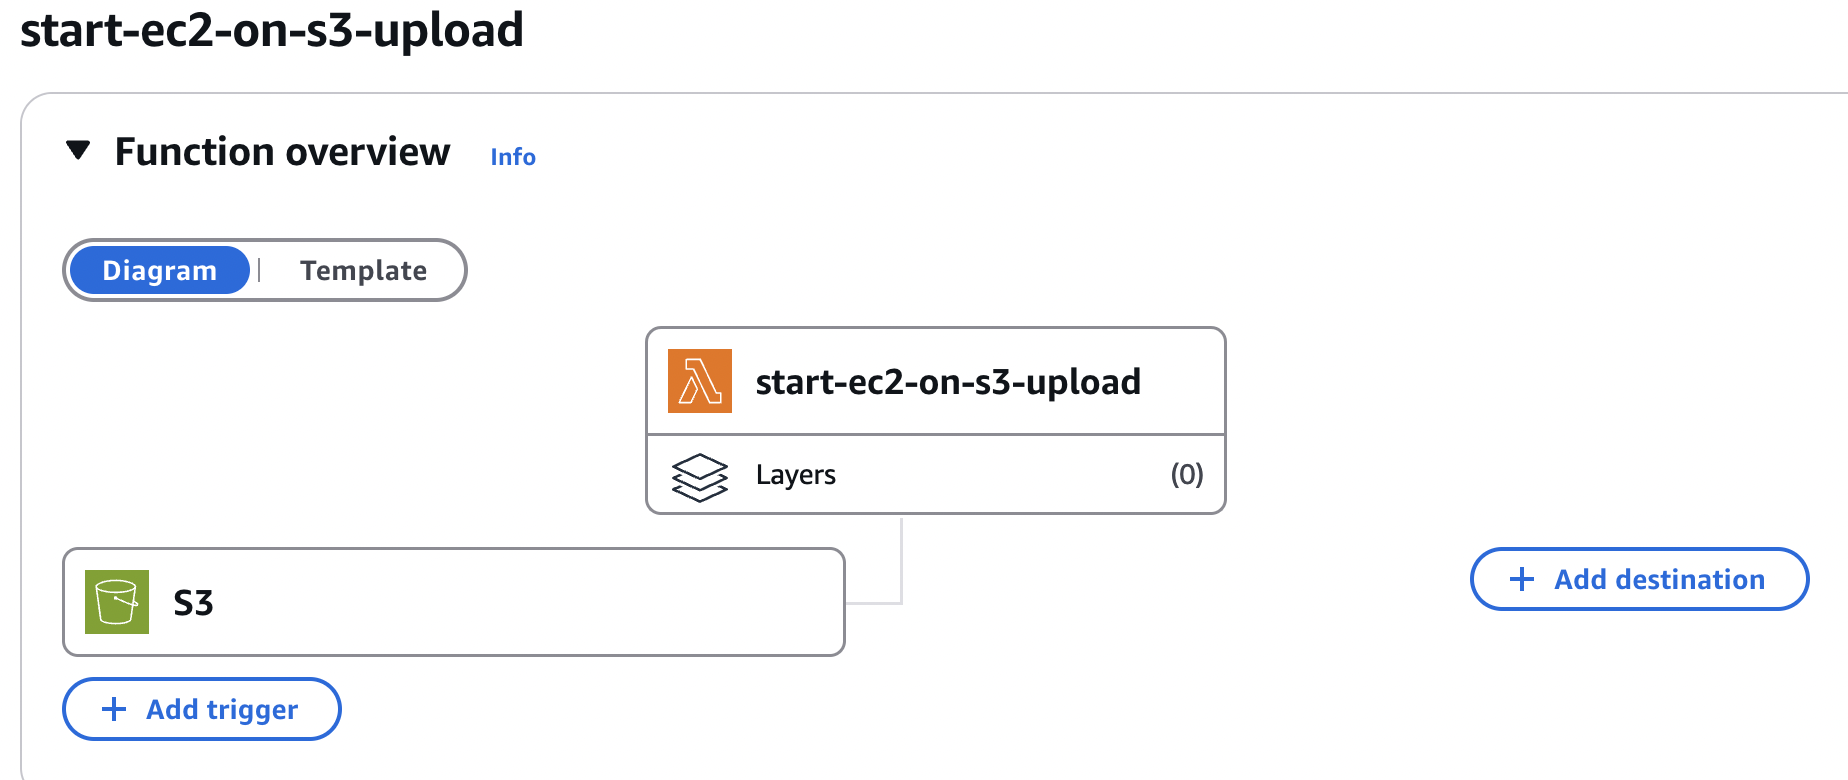 start-ec2-on-s3-upload
Function overview Info
Diagram | Template
start-ec2-on-s3-upload
Layers (0)
S3
+ Add destination
+ Add trigger